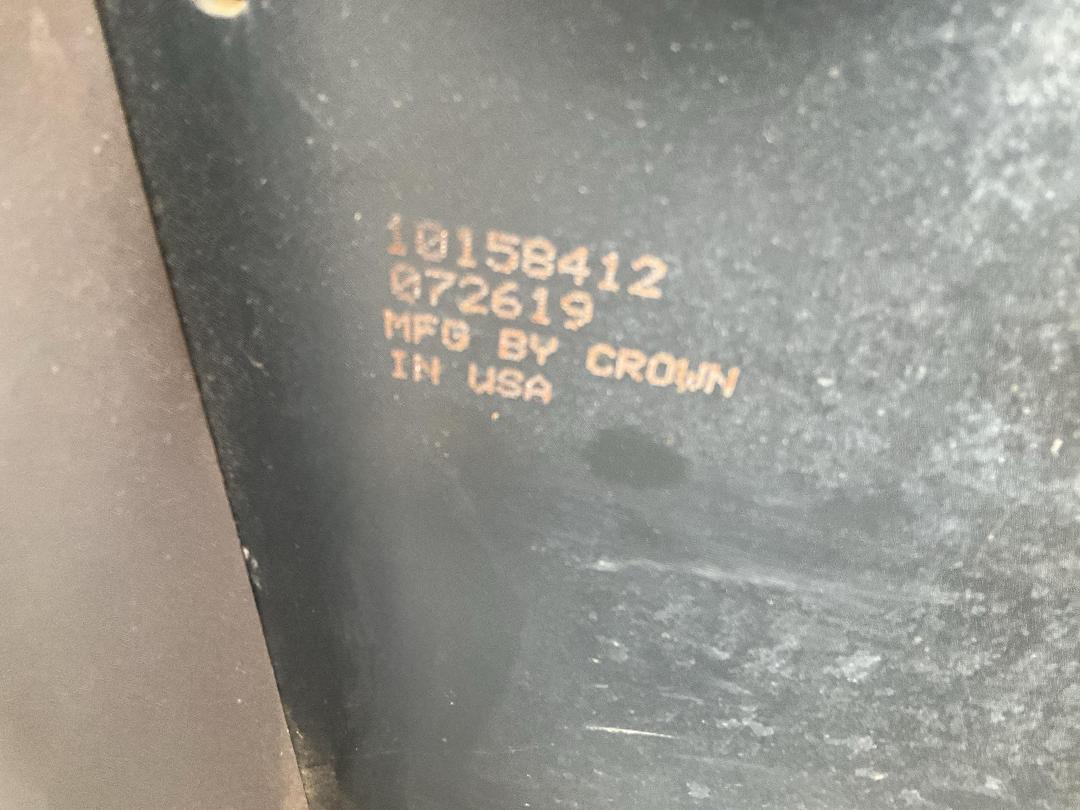 10158412
072619
MFG BY CROWN
IN USA